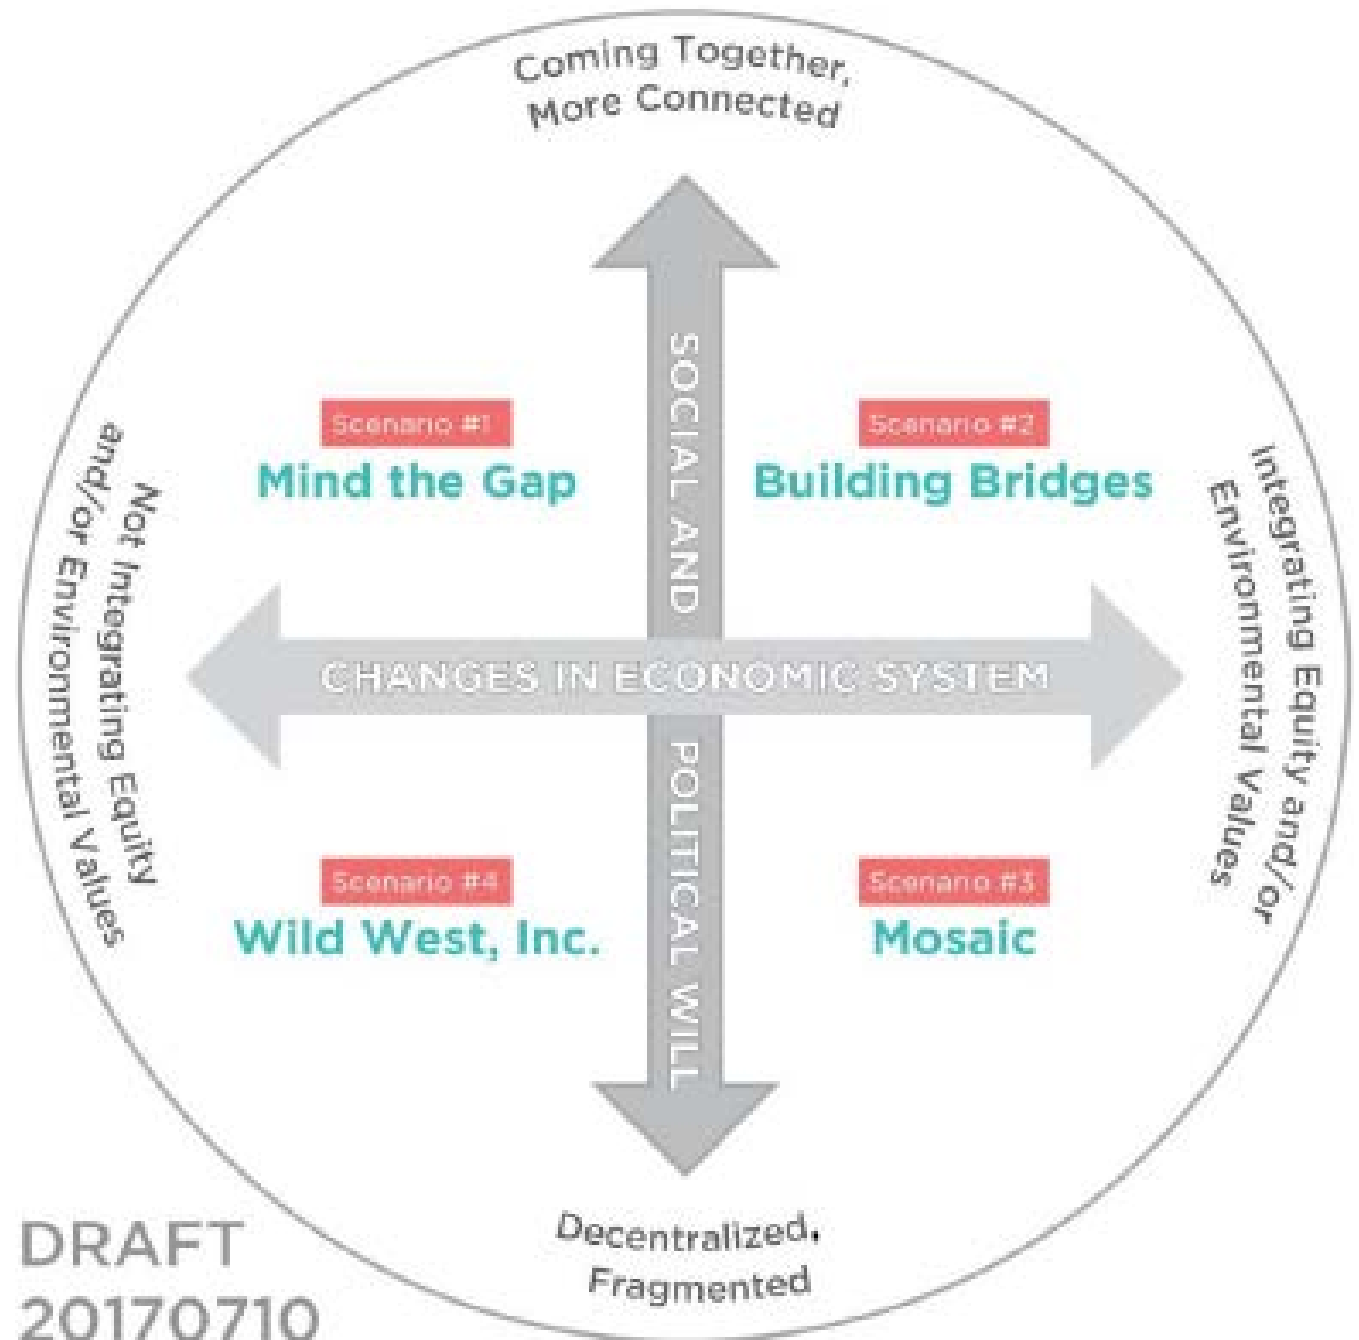 Coming Together,
More Connected
SOCIAL AND
POLITICAL WILL
Scenario #1
Mind the Gap
Scenario #2
Building Bridges
Not Integrating Equity
and/or Environmental Values
CHANGES IN ECONOMIC SYSTEM
Integrating Equity and/or
Environmental Values
Scenario #4
Wild West, Inc.
Scenario #3
Mosaic
Decentralized,
Fragmented
DRAFT
20170710